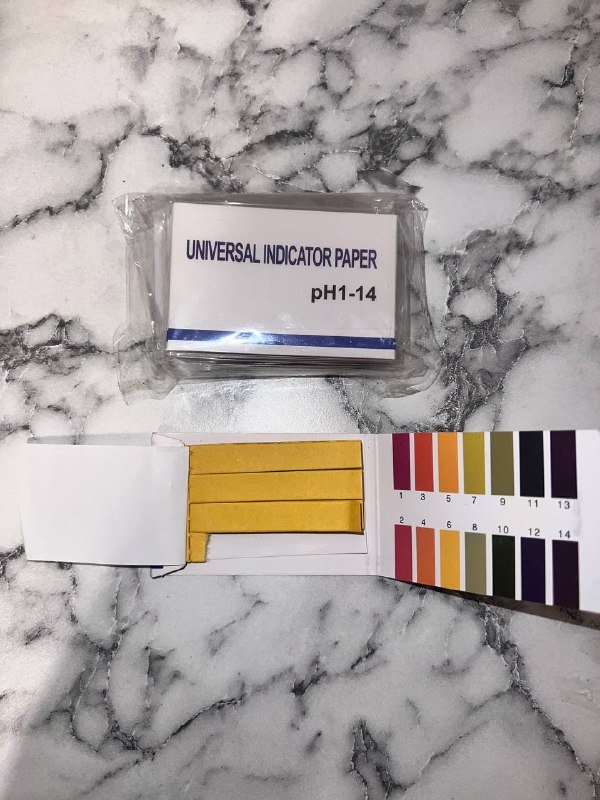 UNIVERSAL INDICATOR PAPER
pH1-14
1 3 5 7 9 11 13
2 4 6 8 10 12 14